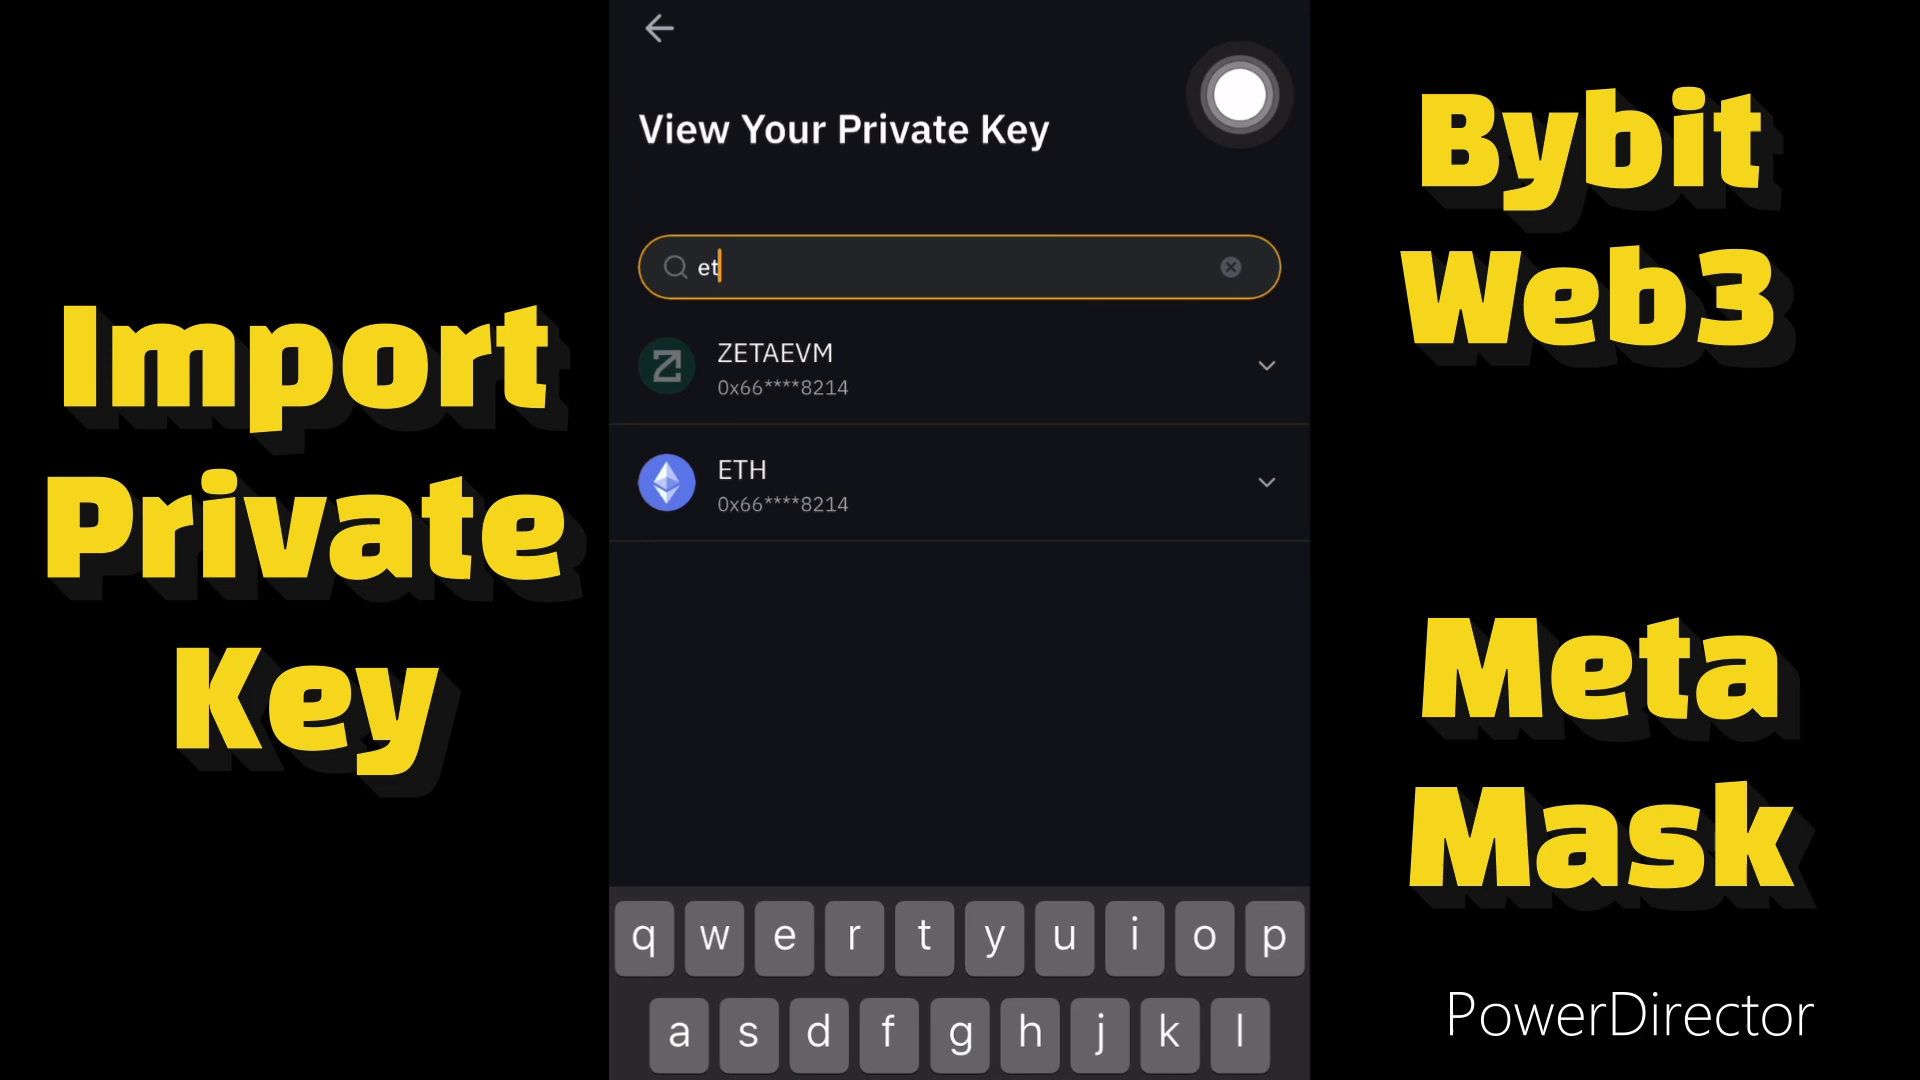 Import
Private
Key
View Your Private Key
et
ZETAEVM
0x66****8214
ETH
0x66****8214
q w e r t y u i o p
a s d f g h j k l
Bybit
Web3
Meta
Mask
PowerDirector